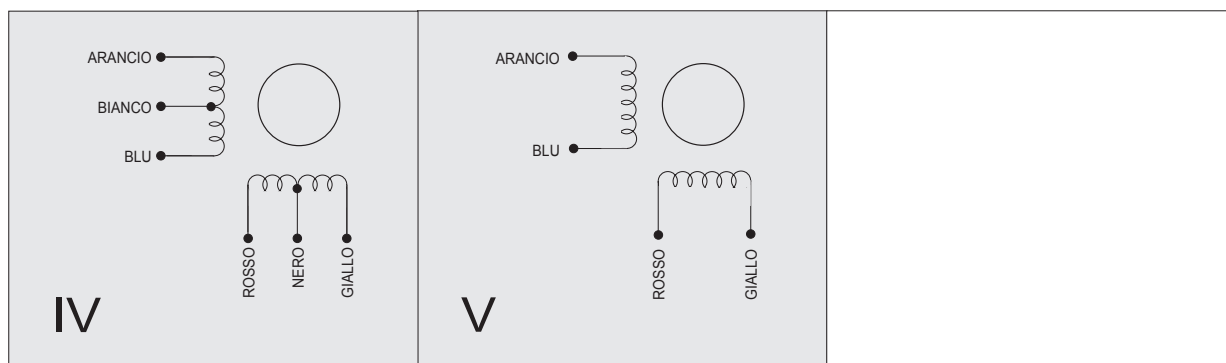 ARANCIO
BIANCO
BLU
ROSSO
NERO
GIALLO
IV
ARANCIO
BLU
ROSSO
GIALLO
V